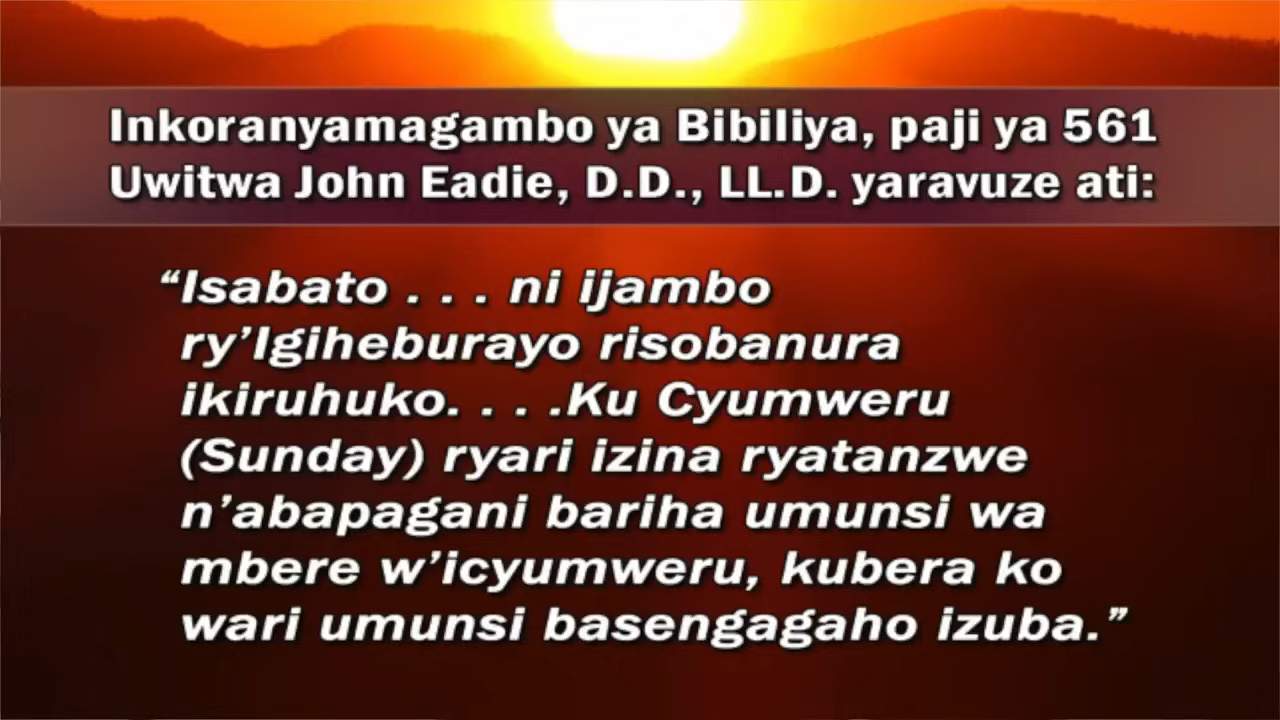 Inkoranyamagambo ya Bibiliya, paji ya 561
Uwitwa John Eadie, D.D., LL.D. yaravuze ati:
“Isabato . . . ni ijambo
ry’Igiheburayo risobanura
ikiruhuko. . . .Ku Cyumweru
(Sunday) ryari izina ryatanzwe
n’abapagani bariha umunsi wa
mbere w’icyumweru, kubera ko
wari umunsi basengagaho izuba.”